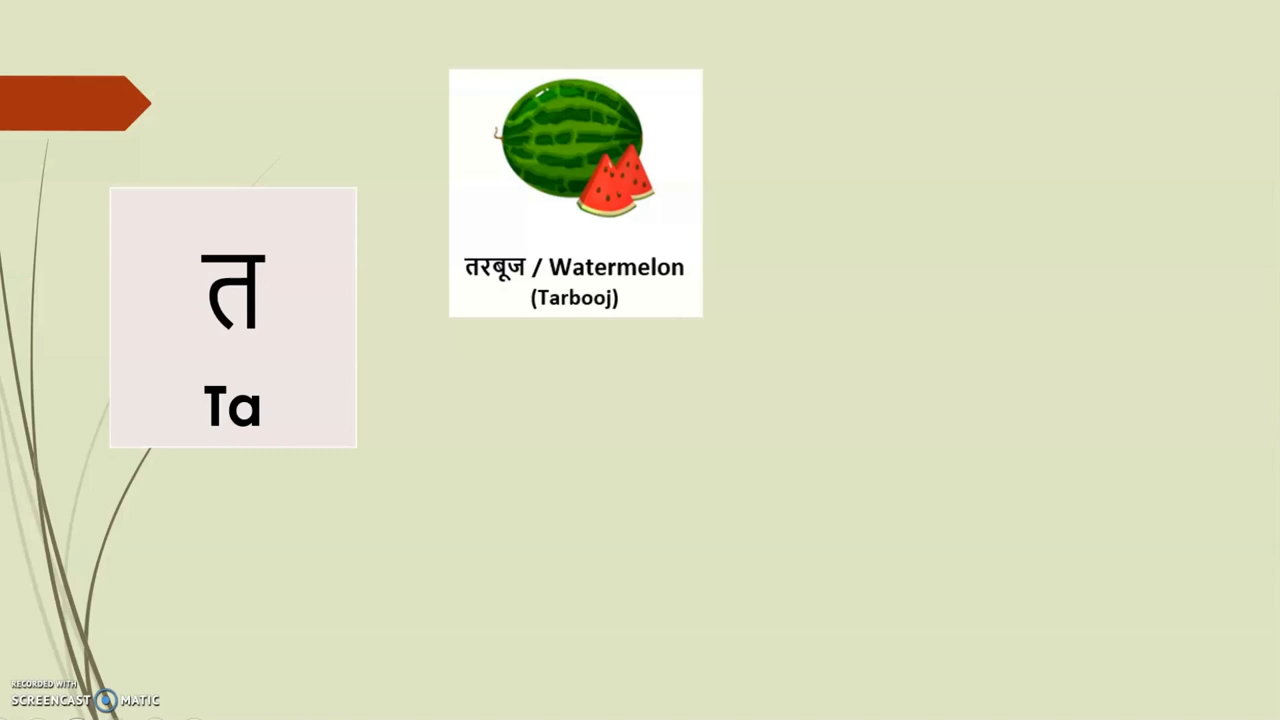 त
Ta
तरबूज / Watermelon
(Tarbooj)
RECORDED WITH
SCREENCAST MATIC